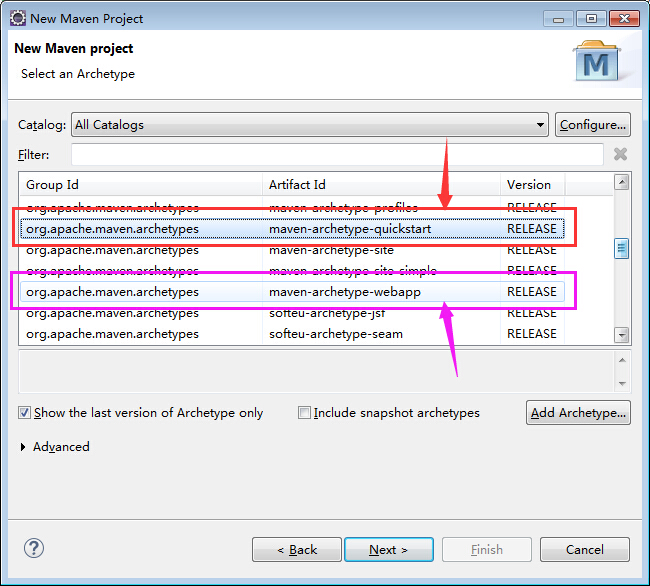 New Maven Project
New Maven project
Select an Archetype
M
Catalog: All Catalogs Configure...
Filter:
Group Id Artifact Id Version
org.apache.maven.archetypes maven-archetype-profiles RELEASE
org.apache.maven.archetypes maven-archetype-quickstart RELEASE
org.apache.maven.archetypes maven-archetype-site RELEASE
org.apache.maven.archetypes maven-archetype-site-simple RELEASE
org.apache.maven.archetypes maven-archetype-webapp RELEASE
org.apache.maven.archetypes softeu-archetype-jsf RELEASE
org.apache.maven.archetypes softeu-archetype-seam RELEASE
Show the last version of Archetype only Include snapshot archetypes Add Archetype...
Advanced
? < Back Next > Finish Cancel